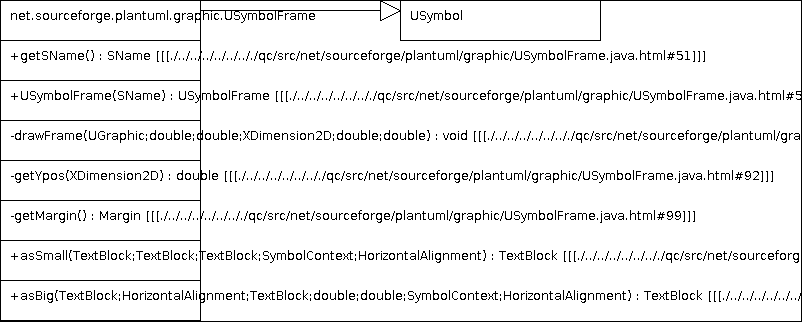 net.sourceforge.plantuml.graphic.USymbolFrame
USymbol
+getSName() : SName [[[./../../../../../../qc/src/net/sourceforge/plantuml/graphic/USymbolFrame.java.html#51]]]
+USymbolFrame(SName) : USymbolFrame [[[./../../../../../../qc/src/net/sourceforge/plantuml/graphic/USymbolFrame.java.html#5
-drawFrame(UGraphic;double;double;XDimension2D;double;double) : void [[[./../../../../../../qc/src/net/sourceforge/plantuml/gra
-getYpos(XDimension2D) : double [[[./../../../../../../qc/src/net/sourceforge/plantuml/graphic/USymbolFrame.java.html#92]]]
-getMargin() : Margin [[[./../../../../../../qc/src/net/sourceforge/plantuml/graphic/USymbolFrame.java.html#99]]]
+asSmall(TextBlock;TextBlock;TextBlock;SymbolContext;HorizontalAlignment) : TextBlock [[[./../../../../../../qc/src/net/sourceforg
+asBig(TextBlock;HorizontalAlignment;TextBlock;double;double;SymbolContext;HorizontalAlignment) : TextBlock [[[./../../../../../